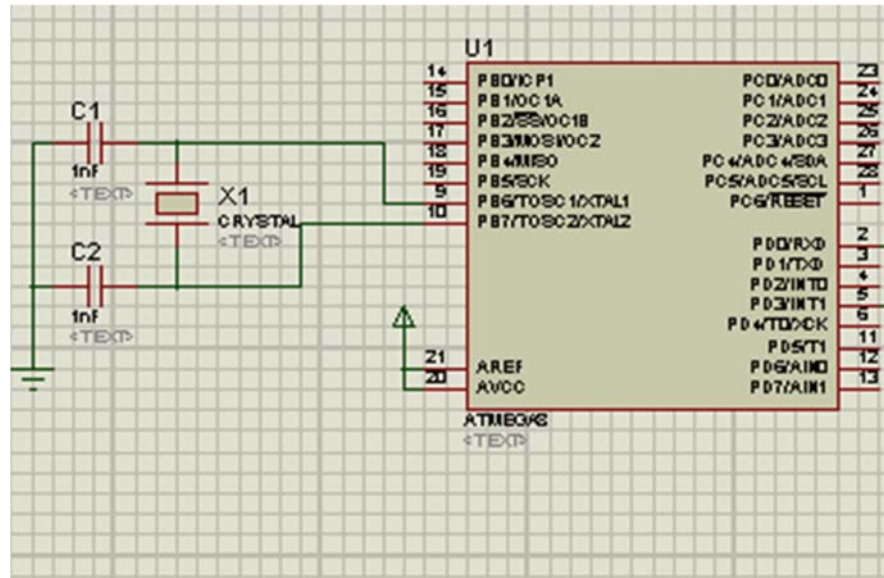 U1
14 PB0/ICP1
15 PB1/OC1A
16 PB2/SS/OC1B
17 PB3/MOSI/OC2
18 PB4/MISO
19 PB5/SCK
9 PB6/TOSC1/XTAL1
10 PB7/TOSC2/XTAL2
21 AREF
20 AVCC
PC0/ADC0 23
PC1/ADC1 24
PC2/ADC2 25
PC3/ADC3 26
PC4/ADC4/SDA 27
PC5/ADC5/SCL 28
PC6/RESET 1
PD0/RXD 2
PD1/TXD 3
PD2/INT0 4
PD3/INT1 5
PD4/T0/XCK 6
PD5/T1 11
PD6/AIN0 12
PD7/AIN1 13
ATMEGA8
<TEXT>
C1
1nF
<TEXT>
X1
CRYSTAL
<TEXT>
C2
1nF
<TEXT>